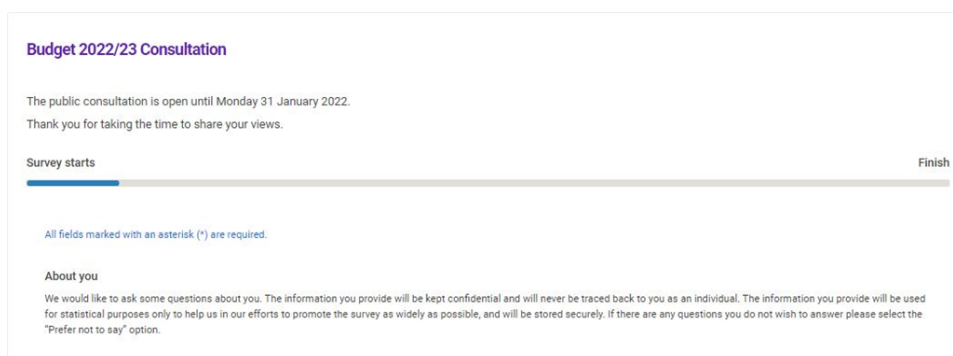 Budget 2022/23 Consultation
The public consultation is open until Monday 31 January 2022.
Thank you for taking the time to share your views.
Survey starts Finish
All fields marked with an asterisk (*) are required.
About you
We would like to ask some questions about you. The information you provide will be kept confidential and will never be traced back to you as an individual. The information you provide will be used
for statistical purposes only to help us in our efforts to promote the survey as widely as possible, and will be stored securely. If there are any questions you do not wish to answer please select the
"Prefer not to say" option.